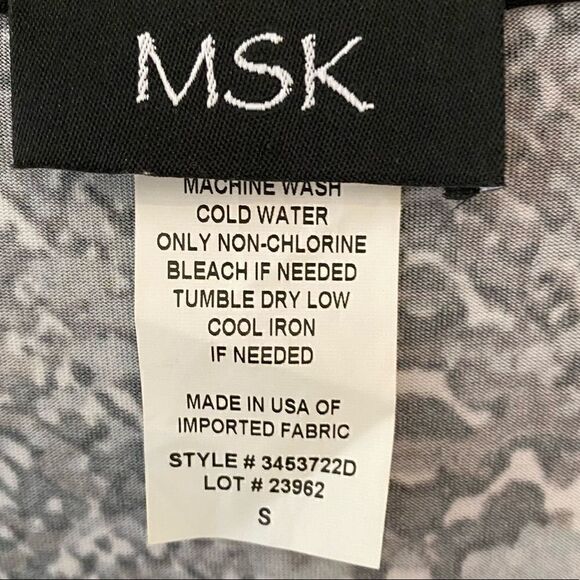 MSK
MACHINE WASH
COLD WATER
ONLY NON-CHLORINE
BLEACH IF NEEDED
TUMBLE DRY LOW
COOL IRON
IF NEEDED
MADE IN USA OF
IMPORTED FABRIC
STYLE # 3453722D
LOT # 23962
S